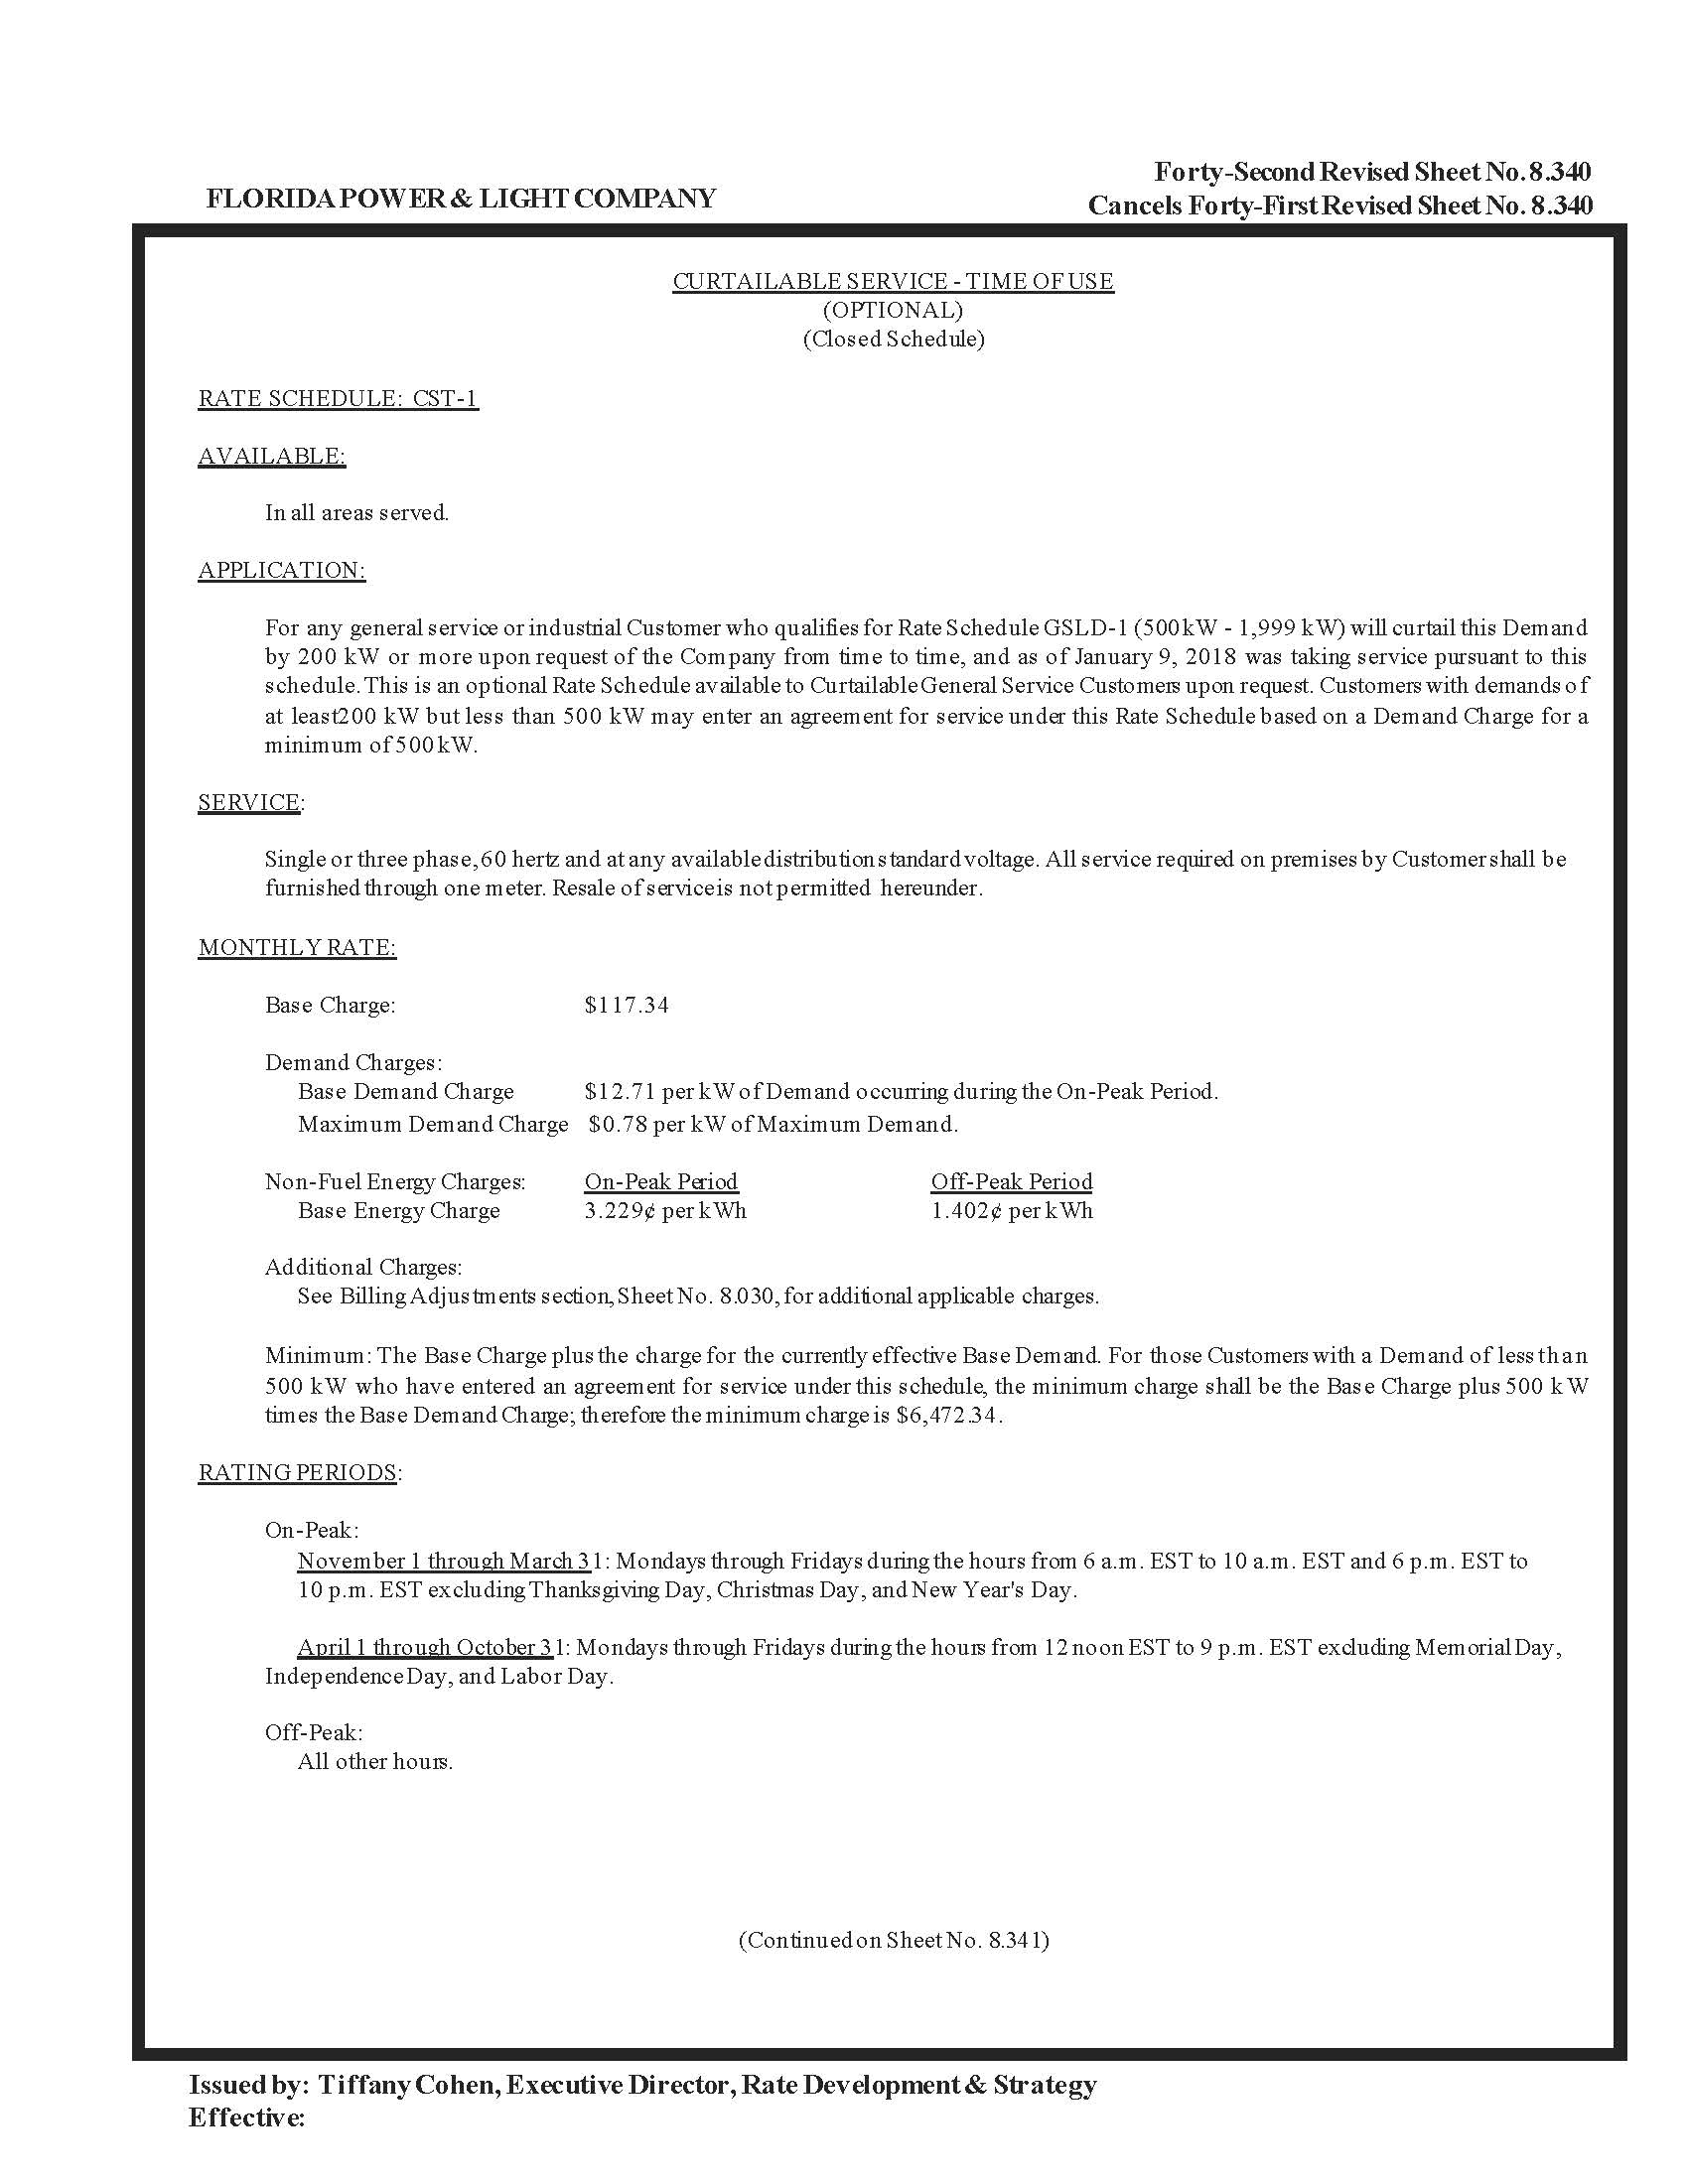 FLORIDA POWER & LIGHT COMPANY
Forty-Second Revised Sheet No. 8.340
Cancels Forty-First Revised Sheet No. 8.340
CURTAILABLE SERVICE - TIME OF USE
(OPTIONAL)
(Closed Schedule)
RATE SCHEDULE: CST-1
AVAILABLE:
In all areas served.
APPLICATION:
For any general service or industrial Customer who qualifies for Rate Schedule GSLD-1 (500 kW - 1,999 kW) will curtail this Demand
by 200 kW or more upon request of the Company from time to time, and as of January 9, 2018 was taking service pursuant to this
schedule. This is an optional Rate Schedule available to Curtailable General Service Customers upon request. Customers with demands of
at least200 kW but less than 500 kW may enter an agreement for service under this Rate Schedule based on a Demand Charge for a
minimum of 500 kW.
SERVICE:
Single or three phase, 60 hertz and at any available distribution standard voltage. All service required on premises by Customer shall be
furnished through one meter. Resale of service is not permitted hereunder.
MONTHLY RATE:
Base Charge: $117.34
Demand Charges:
Base Demand Charge $12.71 per kW of Demand occurring during the On-Peak Period.
Maximum Demand Charge $0.78 per kW of Maximum Demand.
Non-Fuel Energy Charges: On-Peak Period Off-Peak Period
Base Energy Charge 3.229¢ per kWh 1.402¢ per kWh
Additional Charges:
See Billing Adjustments section, Sheet No. 8.030, for additional applicable charges.
Minimum: The Base Charge plus the charge for the currently effective Base Demand. For those Customers with a Demand of less than
500 kW who have entered an agreement for service under this schedule, the minimum charge shall be the Base Charge plus 500 kW
times the Base Demand Charge; therefore the minimum charge is $6,472.34.
RATING PERIODS:
On-Peak:
November 1 through March 31: Mondays through Fridays during the hours from 6 a.m. EST to 10 a.m. EST and 6 p.m. EST to
10 p.m. EST excluding Thanksgiving Day, Christmas Day, and New Year's Day.
April 1 through October 31: Mondays through Fridays during the hours from 12 noon EST to 9 p.m. EST excluding Memorial Day,
Independence Day, and Labor Day.
Off-Peak:
All other hours.
(Continued on Sheet No. 8.341)
Issued by: Tiffany Cohen, Executive Director, Rate Development & Strategy
Effective: